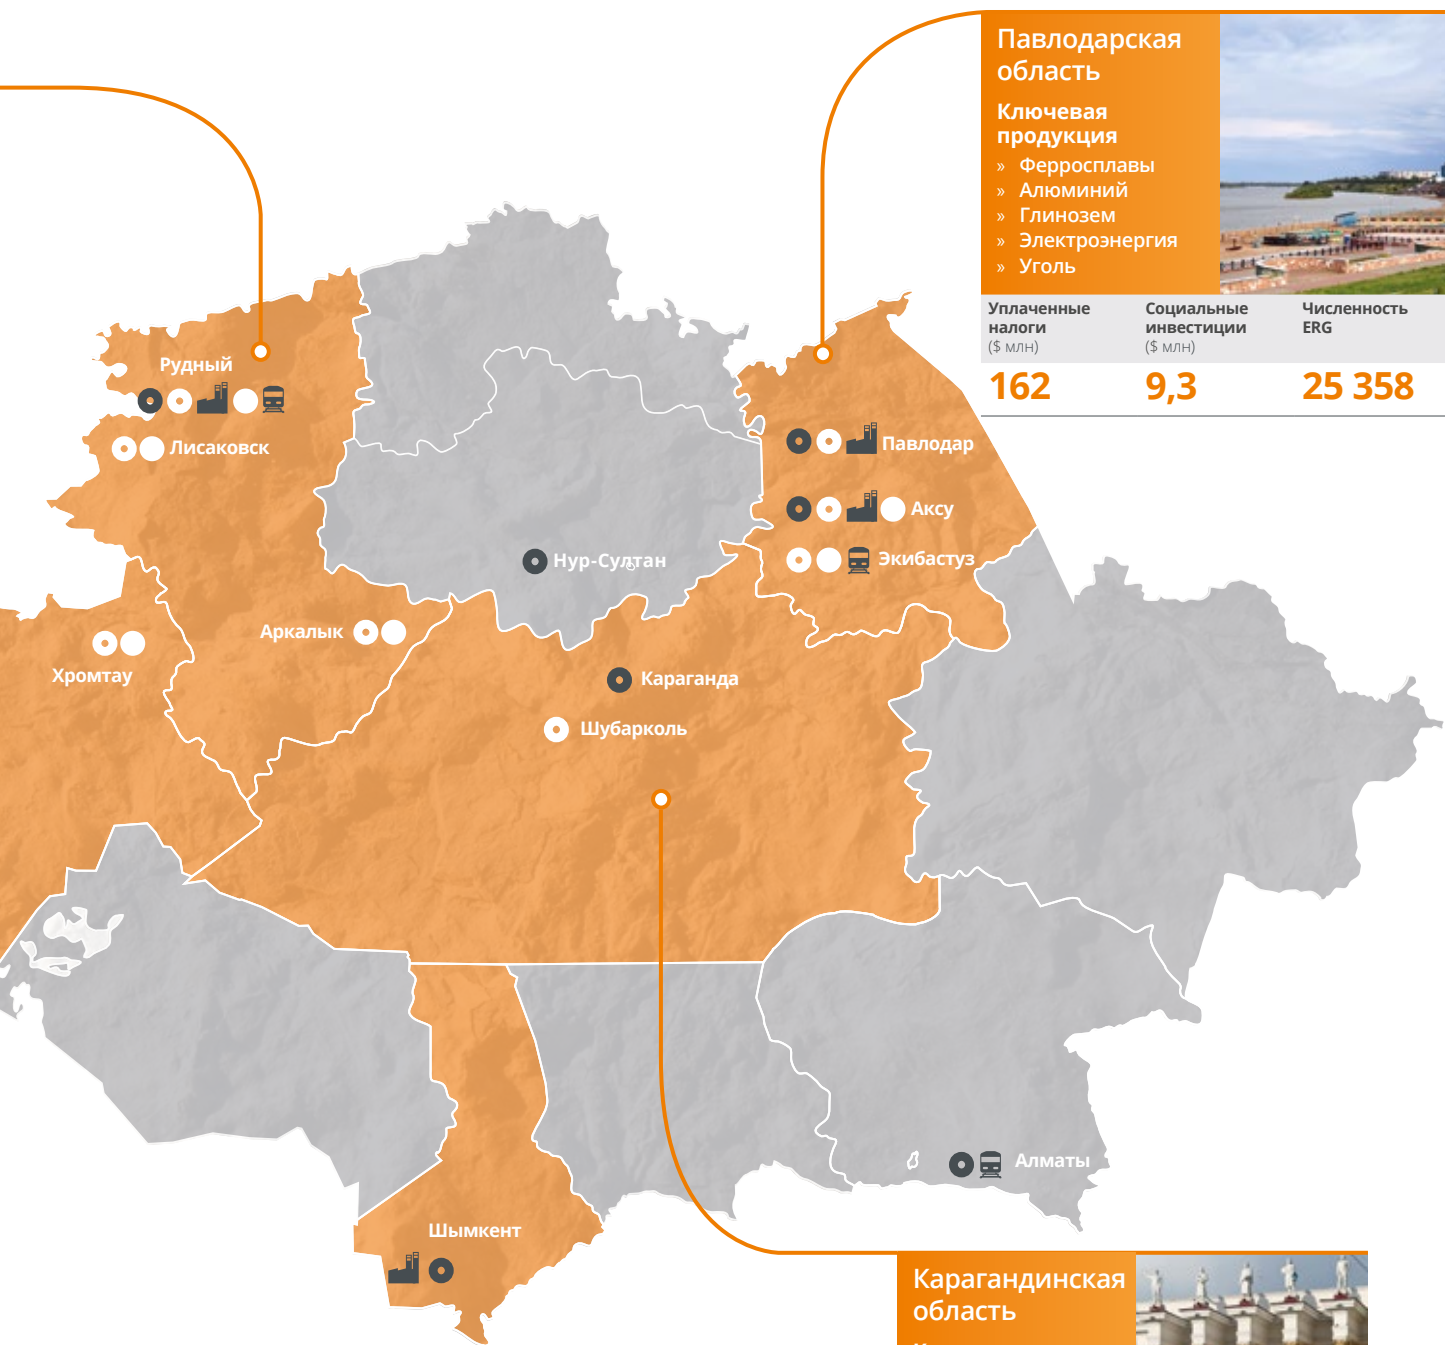 Павлодарская
область
Ключевая
продукция
» Ферросплавы
» Алюминий
» Глинозем
» Электроэнергия
» Уголь
Уплаченные
налоги
($ млн)
Социальные
инвестиции
($ млн)
Численность
ERG
162
9,3
25 358
Рудный
Лисаковск
Павлодар
Аксу
Экибастуз
Нур-Султан
Аркалык
Хромтау
Караганда
Шубарколь
Алматы
Шымкент
Карагандинская
область